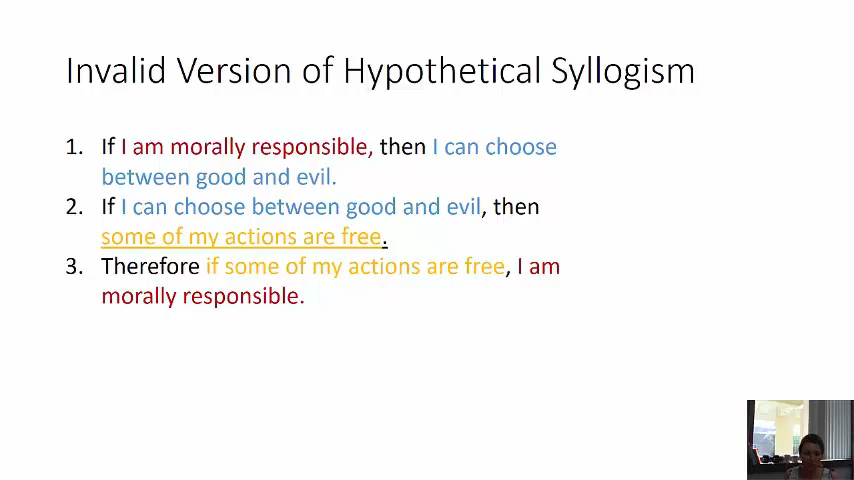 Invalid Version of Hypothetical Syllogism
1. If I am morally responsible, then I can choose
between good and evil.
2. If I can choose between good and evil, then
some of my actions are free.
3. Therefore if some of my actions are free, I am
morally responsible.